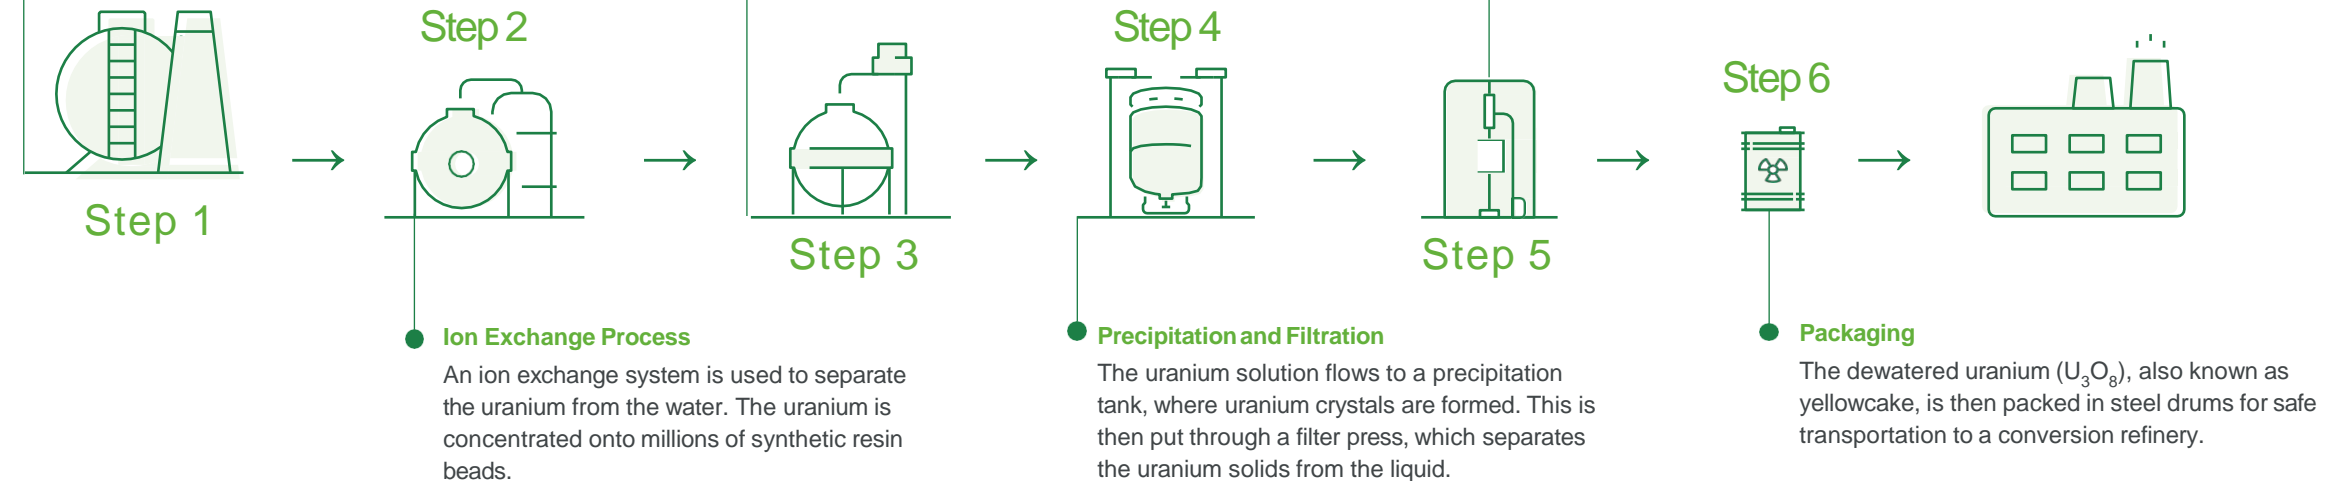 Step 1
Step 2
Step 3
Step 4
Step 5
Step 6
Ion Exchange Process
An ion exchange system is used to separate
the uranium from the water. The uranium is
concentrated onto millions of synthetic resin
beads.
Precipitation and Filtration
The uranium solution flows to a precipitation
tank, where uranium crystals are formed. This is
then put through a filter press, which separates
the uranium solids from the liquid.
Packaging
The dewatered uranium (U₃O₈), also known as
yellowcake, is then packed in steel drums for safe
transportation to a conversion refinery.